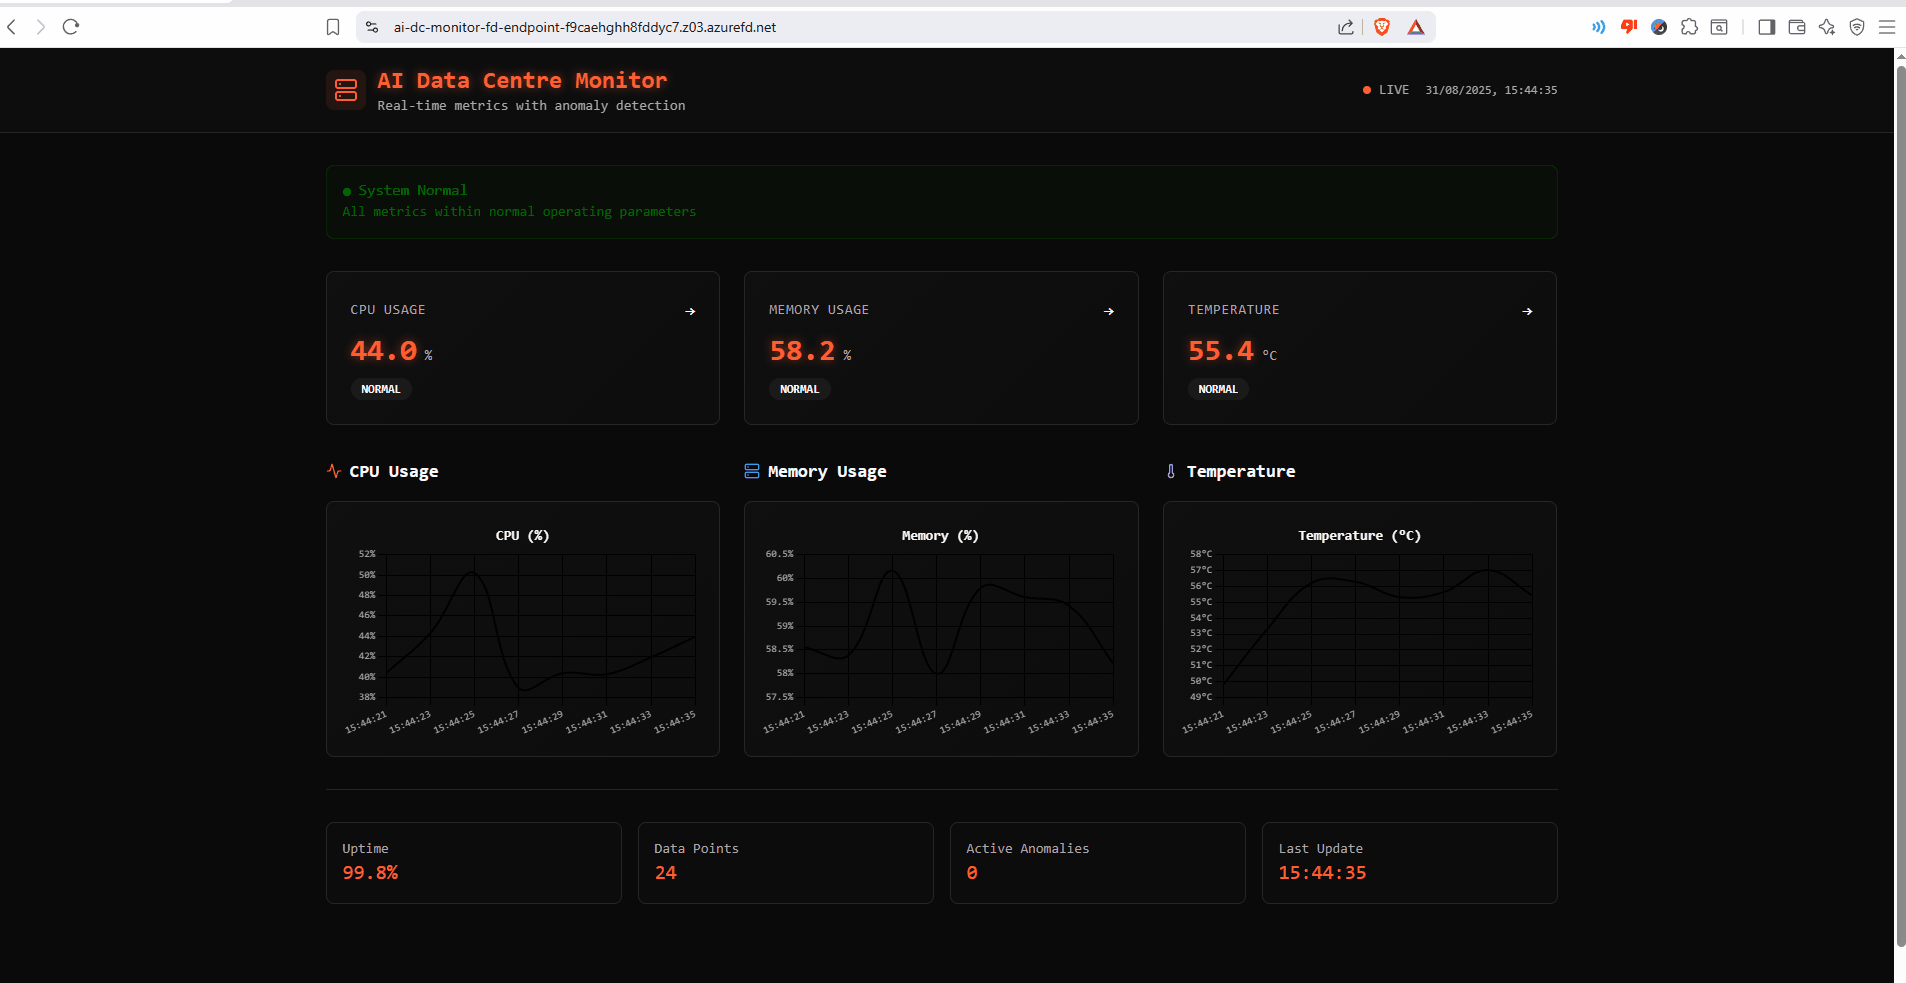 ai-dc-monitor-fd-endpoint-f9caehghh8fddyc7.z03.azurefd.net
AI Data Centre Monitor
Real-time metrics with anomaly detection
LIVE 31/08/2025, 15:44:35
System Normal
All metrics within normal operating parameters
CPU USAGE →
44.0 %
NORMAL
MEMORY USAGE →
58.2 %
NORMAL
TEMPERATURE →
55.4 °C
NORMAL
CPU Usage
CPU (%)
52%
50%
48%
46%
44%
42%
40%
38%
15:44:21 15:44:23 15:44:25 15:44:27 15:44:29 15:44:31 15:44:33 15:44:35
Memory Usage
Memory (%)
60.5%
60%
59.5%
59%
58.5%
58%
57.5%
15:44:21 15:44:23 15:44:25 15:44:27 15:44:29 15:44:31 15:44:33 15:44:35
Temperature
Temperature (°C)
58°C
57°C
56°C
55°C
54°C
53°C
52°C
51°C
50°C
49°C
15:44:21 15:44:23 15:44:25 15:44:27 15:44:29 15:44:31 15:44:33 15:44:35
Uptime
99.8%
Data Points
24
Active Anomalies
0
Last Update
15:44:35